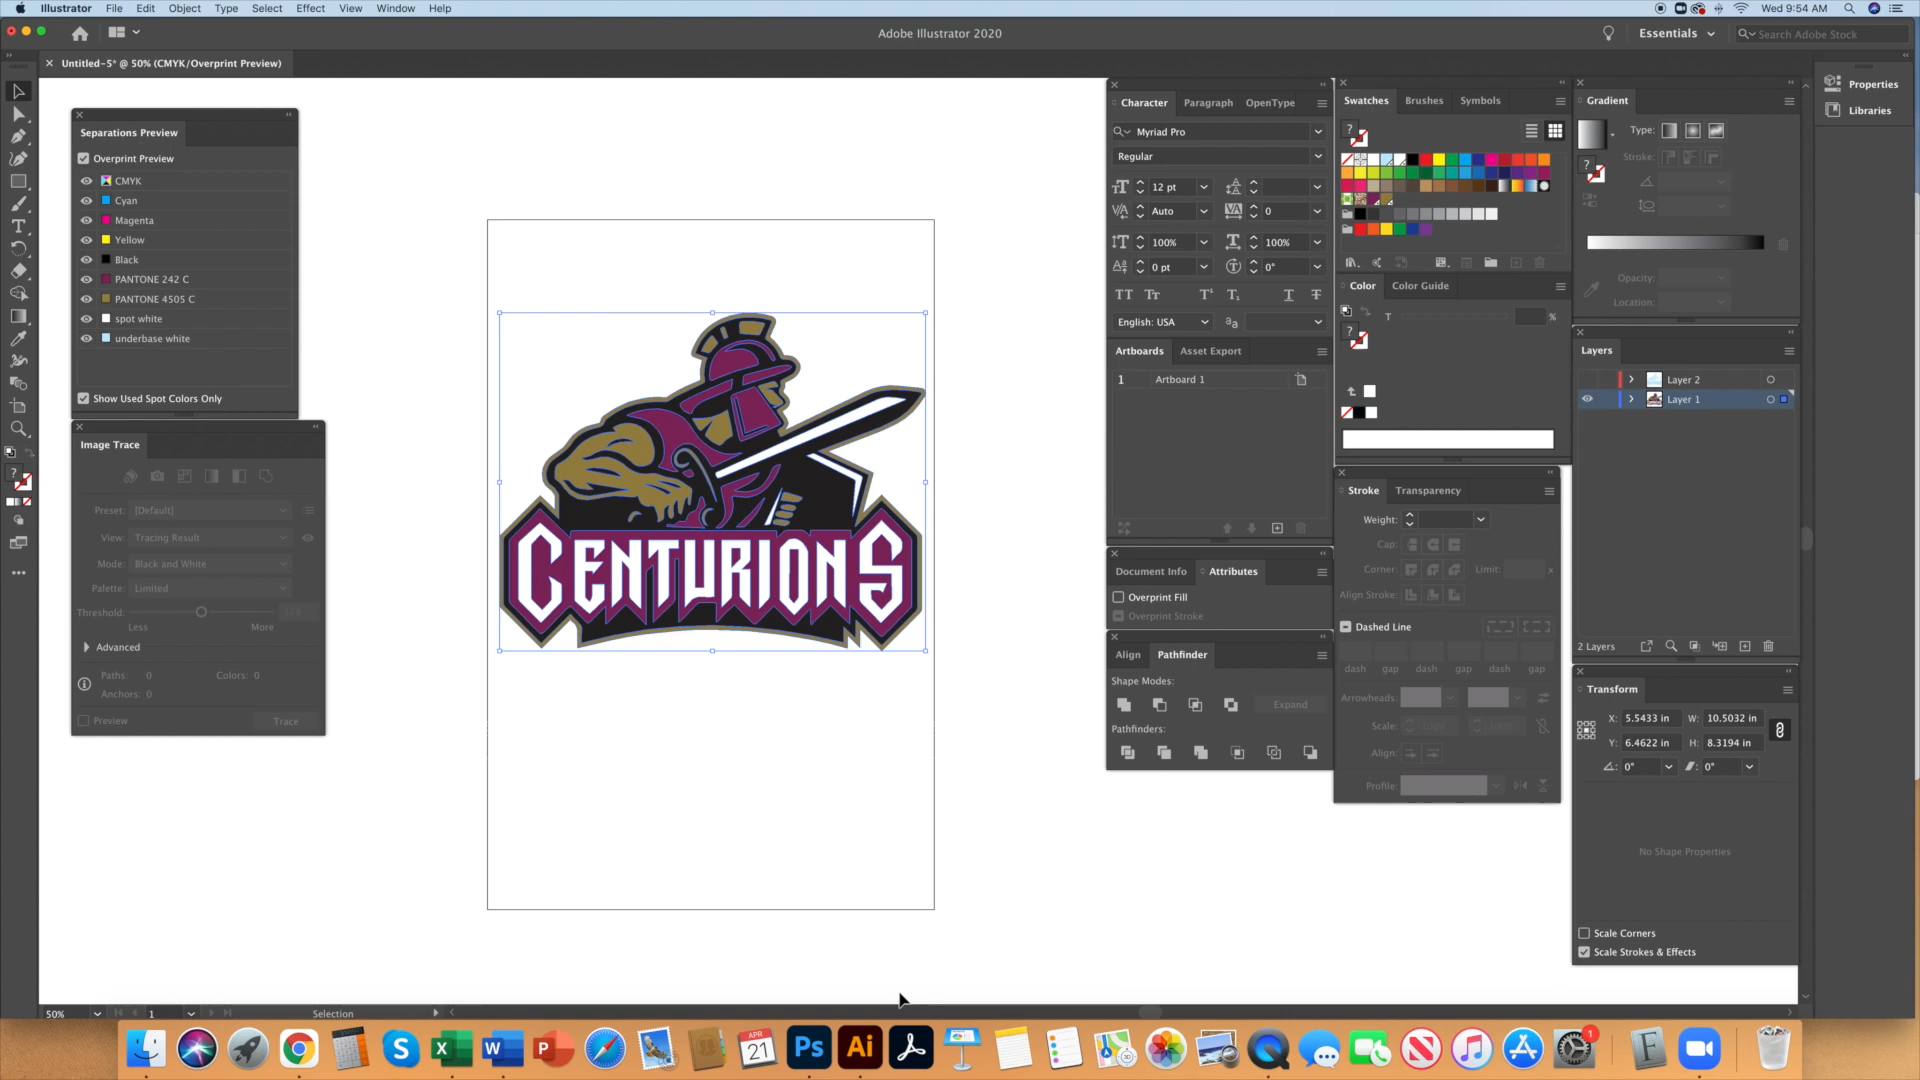 Illustrator File Edit Object Type Select Effect View Window Help
Wed 9:54 AM
Adobe Illustrator 2020
Essentials
Search Adobe Stock
Untitled-5* @ 50% (CMYK/Overprint Preview)
Separations Preview
Overprint Preview
CMYK
Cyan
Magenta
Yellow
Black
PANTONE 242 C
PANTONE 4505 C
spot white
underbase white
Show Used Spot Colors Only
Image Trace
Preset: [Default]
View: Tracing Result
Mode: Black and White
Palette: Limited
Threshold:
Less More
Advanced
Paths: 0 Colors: 0
Anchors: 0
Preview Trace
CENTURIONS
Character Paragraph OpenType
Myriad Pro
Regular
12 pt
Auto 0
100% 100%
0 pt 0°
English: USA
Artboards Asset Export
1 Artboard 1
Document Info Attributes
Overprint Fill
Overprint Stroke
Align Pathfinder
Shape Modes:
Expand
Pathfinders:
Swatches Brushes Symbols
Color Color Guide
T %
Stroke Transparency
Weight:
Cap:
Corner: Limit: x
Align Stroke:
Dashed Line
dash gap dash gap dash gap
Arrowheads:
Scale:
Align:
Profile:
Gradient
Type:
Stroke:
Opacity:
Location:
Layers
Layer 2
Layer 1
2 Layers
Transform
X: 5.5433 in W: 10.5032 in
Y: 6.4622 in H: 8.3194 in
0° 0°
No Shape Properties
Scale Corners
Scale Strokes & Effects
Properties
Libraries
50% 1 Selection
APR
21
Ps Ai
1